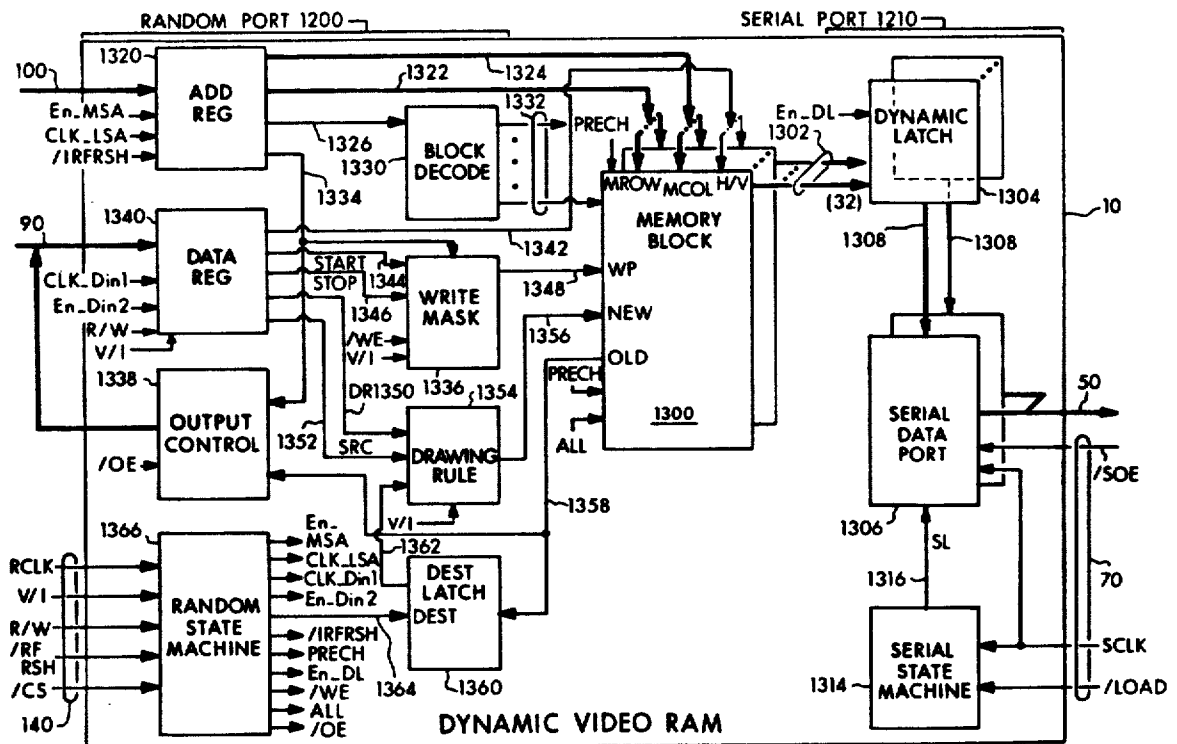 RANDOM PORT 1200
SERIAL PORT 1210
1320
100
En_MSA
CLK_LSA
/IRFRSH
ADD
REG
1322
1324
1326
1334
1330
BLOCK
DECODE
1332
PRECH
MROW
MCOL
H/V
MEMORY
BLOCK
WP
NEW
OLD
1300
PRECH
ALL
En_DL
1302
(32)
DYNAMIC
LATCH
1304
10
1308
1308
90
1340
DATA
REG
CLK_Din1
En_Din2
R/W
V/I
1342
START
1344
STOP
1346
WRITE
MASK
/WE
V/I
1336
1348
1356
1338
OUTPUT
CONTROL
/OE
1352
DR1350
SRC
1354
DRAWING
RULE
V/I
1358
1362
SERIAL
DATA
PORT
1306
50
/SOE
70
SL
1316
1366
RCLK
V/I
R/W
/RF
RSH
/CS
140
RANDOM
STATE
MACHINE
En_
MSA
CLK_LSA
CLK_Din1
En_Din2
/IRFRSH
PRECH
En_DL
/WE
ALL
/OE
1364
DEST
LATCH
DEST
1360
SERIAL
STATE
MACHINE
1314
SCLK
/LOAD
DYNAMIC VIDEO RAM